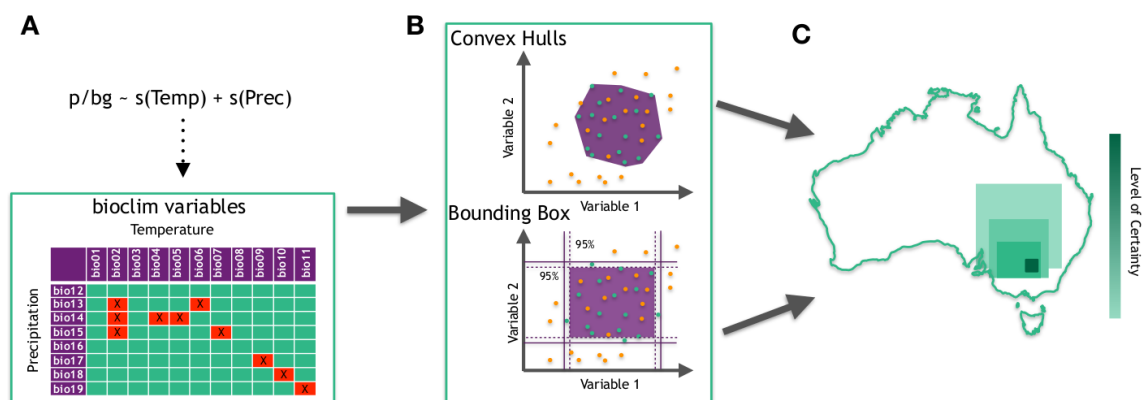 A
p/bg ~ s(Temp) + s(Prec)
bioclim variables
Temperature
bio01
bio02
bio03
bio04
bio05
bio06
bio07
bio08
bio09
bio10
bio11
Precipitation
bio12
bio13 X X
bio14 X X X
bio15 X X
bio16
bio17 X
bio18 X
bio19 X
B
Convex Hulls
Variable 2
Variable 1
Bounding Box
95%
95%
Variable 2
Variable 1
C
Level of Certainty